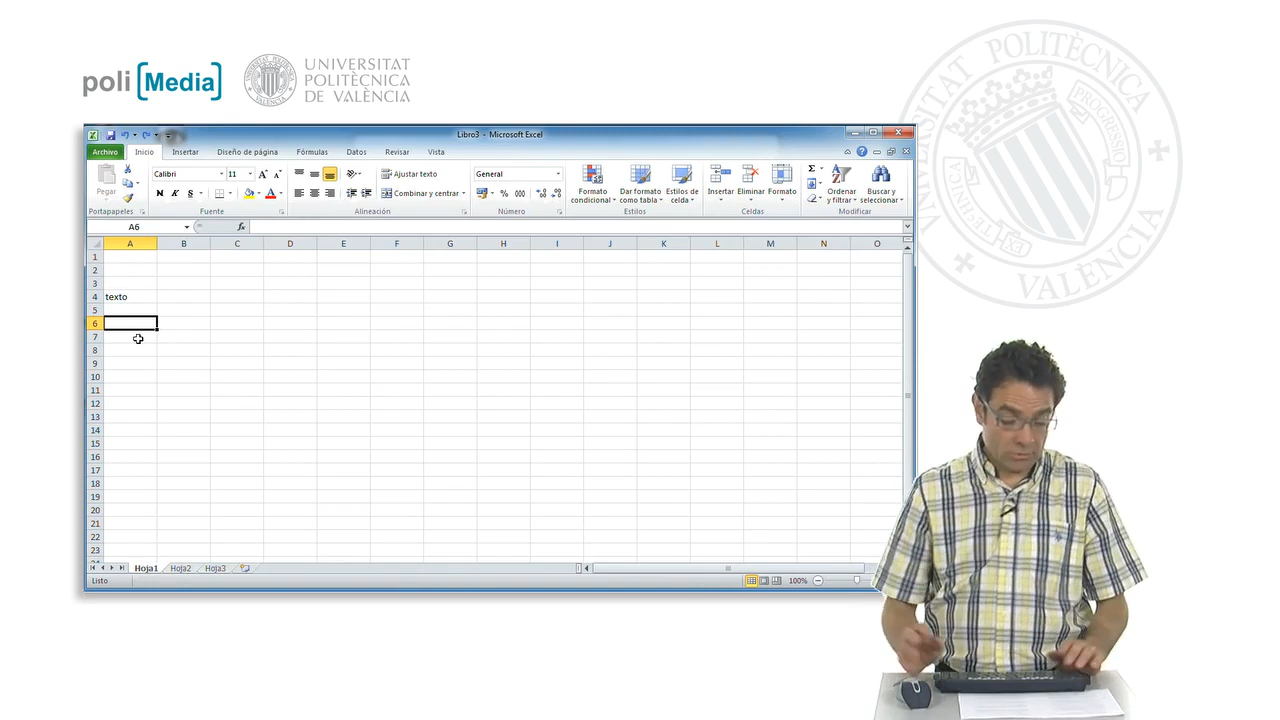 poli [Media]
UNIVERSITAT
POLITÈCNICA
DE VALÈNCIA
UNIVERSITAT POLITÈCNICA
VALÈNCIA
Libro3 - Microsoft Excel
Archivo Inicio Insertar Diseño de página Fórmulas Datos Revisar Vista
Pegar
Calibri 11
N K S
Ajustar texto
Combinar y centrar
General
% 000
Formato condicional
Dar formato como tabla
Estilos de celda
Insertar Eliminar Formato
Ordenar y filtrar
Buscar y seleccionar
Portapapeles Fuente Alineación Número Estilos Celdas Modificar
A6 fx
A B C D E F G H I J K L M N O
1
2
3
4 texto
5
6
7
8
9
10
11
12
13
14
15
16
17
18
19
20
21
22
23
Hoja1 Hoja2 Hoja3
Listo 100%